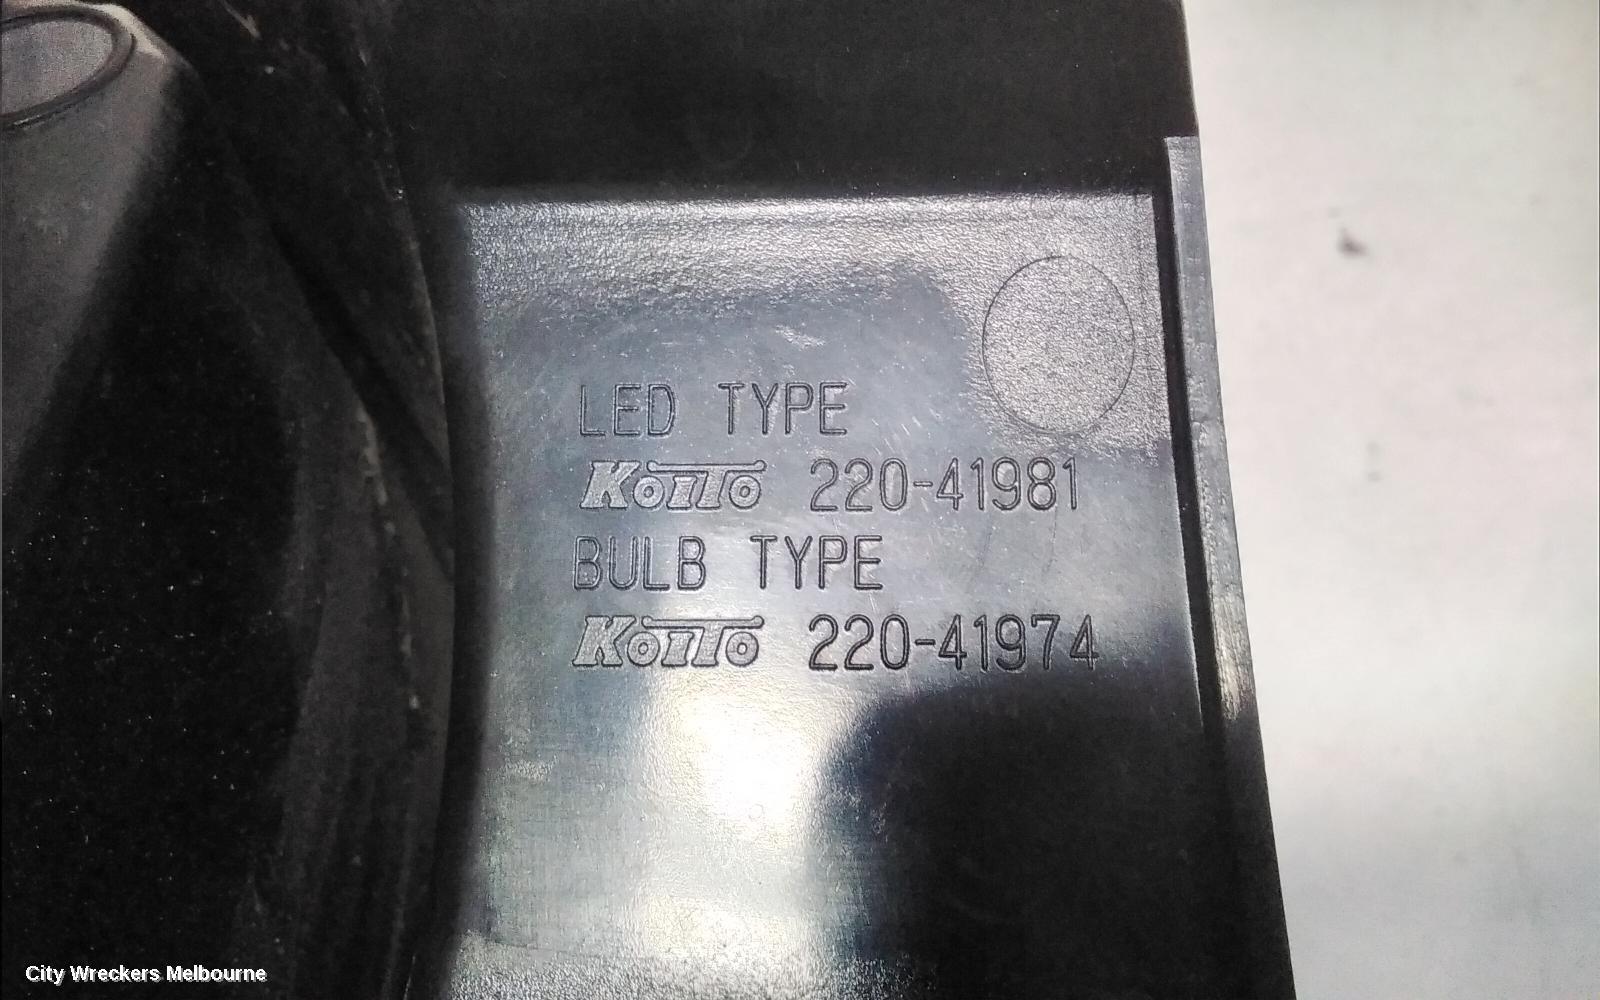 LED TYPE
KOITO 220-41981
BULB TYPE
KOITO 220-41974
City Wreckers Melbourne